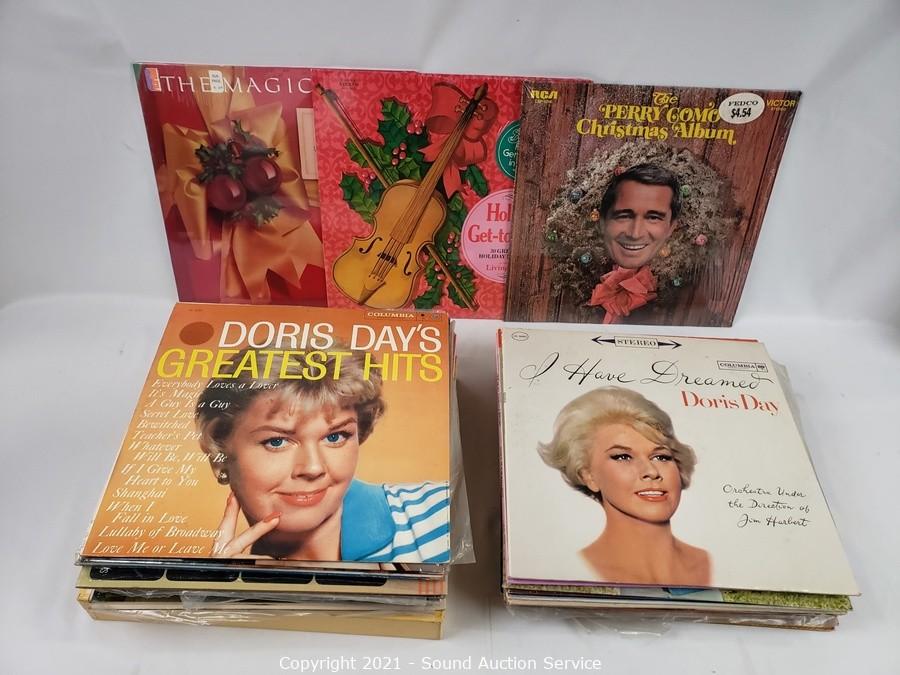 THE MAGIC
Hol
Get-to
Livin
RCA
The
PERRY COMO
Christmas Album
FEDCO
$4.54
VICTOR
COLUMBIA
DORIS DAY'S
GREATEST HITS
Everybody Loves a Lover
It's Magic
A Guy Is a Guy
Secret Love
Bewitched
Teacher's Pet
Whatever
Will Be, Will Be
If I Give My
Heart to You
Shanghai
When I
Fall in Love
Lullaby of Broadway
Love Me or Leave Me
STEREO
COLUMBIA
I Have Dreamed
Doris Day
Orchestra Under
the Direction of
Jim Harbert
Copyright 2021 - Sound Auction Service